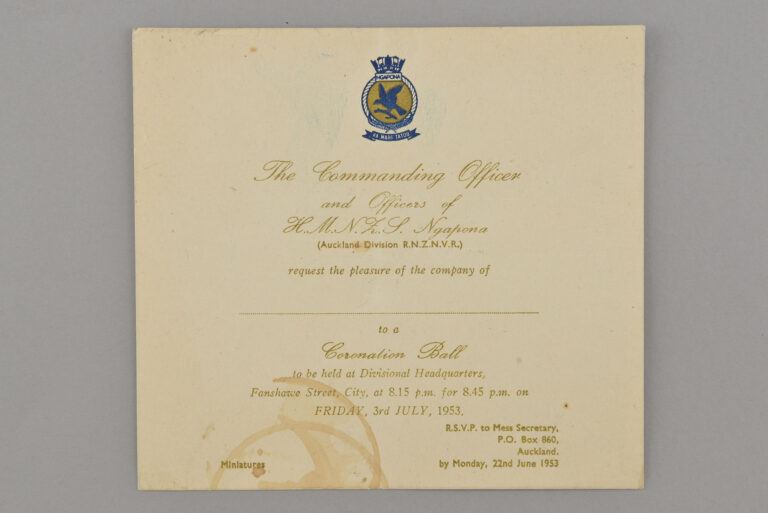 NGAPONA
KA MARE TATOU
The Commanding Officer
and Officers of
H.M.N.Z.S. Ngapona
(Auckland Division R.N.Z.N.V.R.)
request the pleasure of the company of
to a
Coronation Ball
to be held at Divisional Headquarters,
Fanshawe Street, City, at 8.15 p.m. for 8.45 p.m. on
FRIDAY, 3rd JULY, 1953.
R.S.V.P. to Mess Secretary,
P.O. Box 860,
Auckland.
Miniatures
by Monday, 22nd June 1953